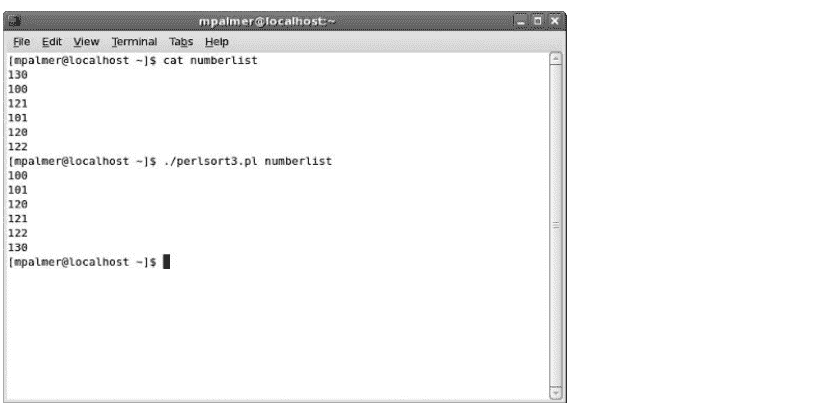 mpalmer@localhost:~
File Edit View Terminal Tabs Help
[mpalmer@localhost ~]$ cat numberlist
130
100
121
101
120
122
[mpalmer@localhost ~]$ ./perlsort3.pl numberlist
100
101
120
121
122
130
[mpalmer@localhost ~]$